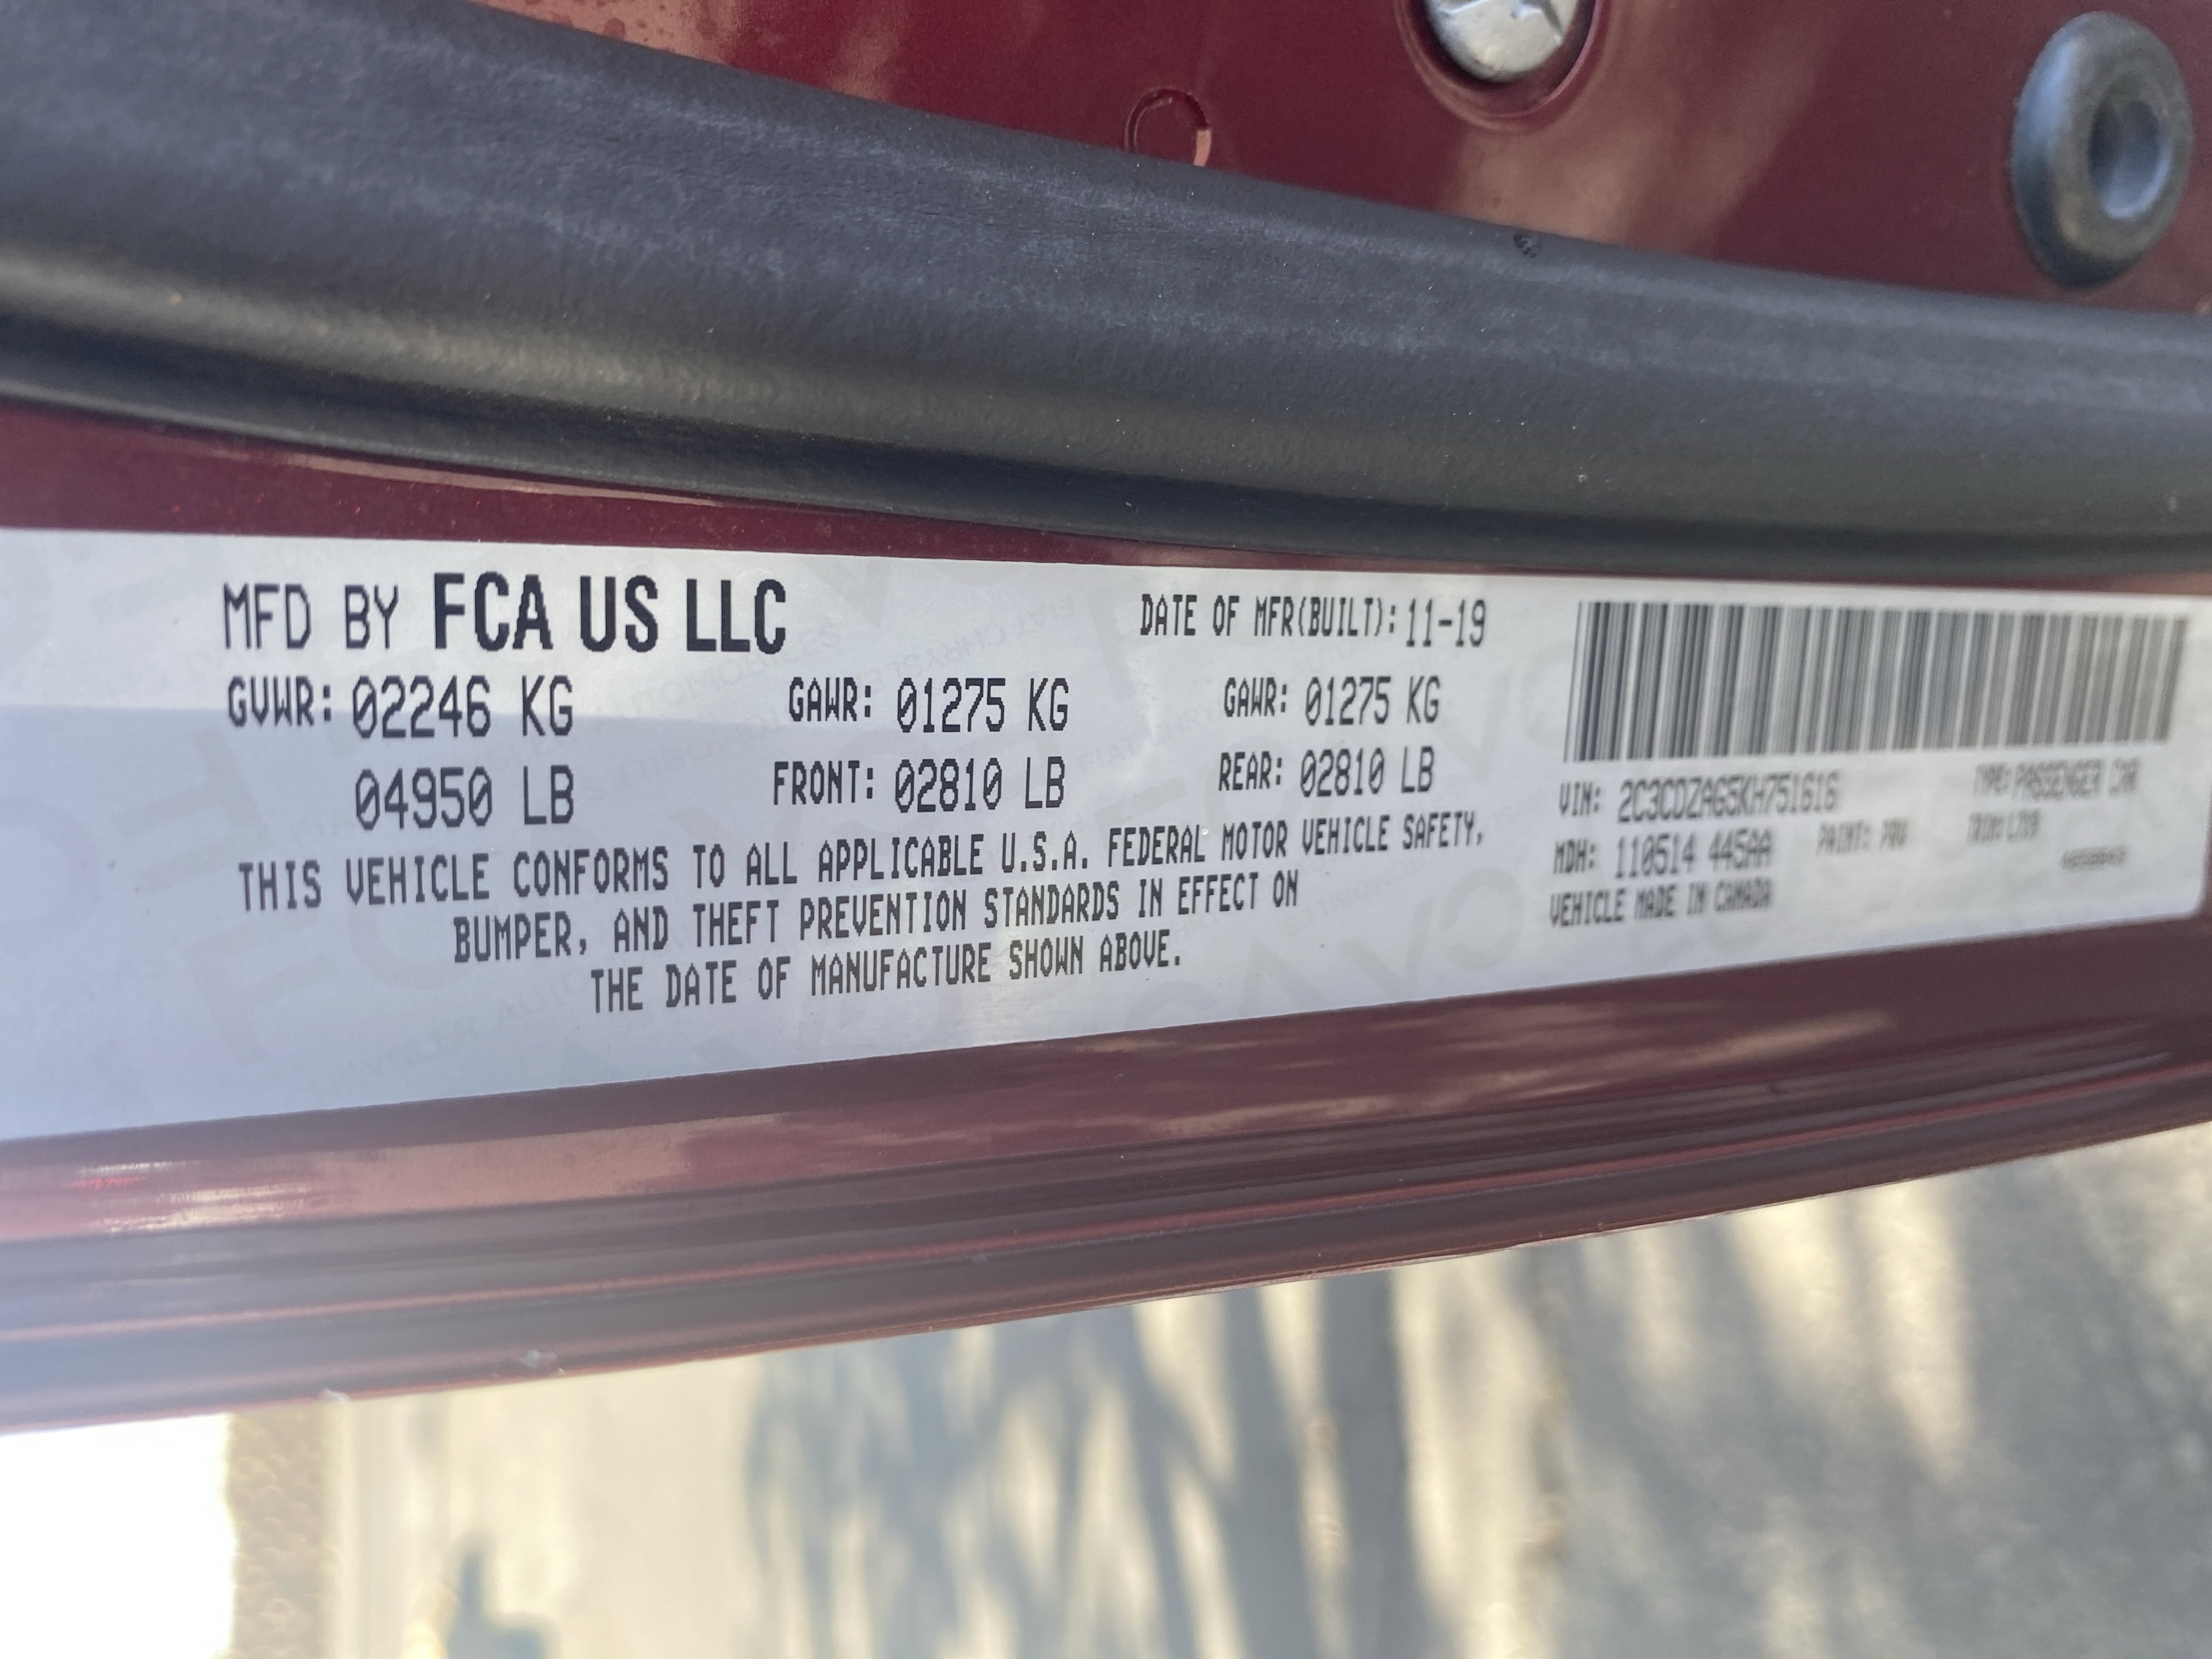 MFD BY FCA US LLC
DATE OF MFR(BUILT): 11-19
GVWR: 02246 KG GAWR: 01275 KG GAWR: 01275 KG
04950 LB FRONT: 02810 LB REAR: 02810 LB
THIS VEHICLE CONFORMS TO ALL APPLICABLE U.S.A. FEDERAL MOTOR VEHICLE SAFETY,
BUMPER, AND THEFT PREVENTION STANDARDS IN EFFECT ON
THE DATE OF MANUFACTURE SHOWN ABOVE.
VIN: 2C3CDZAG5KH751616 TYPE: PASSENGER CAR
MDH: 110514 445AA PAINT: TRIM:
VEHICLE MADE IN CANADA